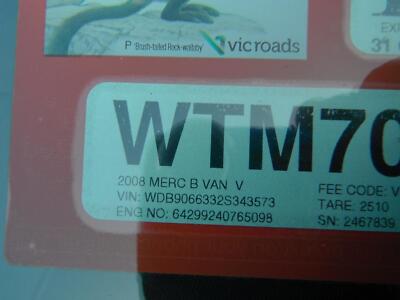 P 'Brush-tailed Rock-wallaby' vicroads
31
WTM70
2008 MERC B VAN V
FEE CODE: V
VIN: WDB9066332S343573
TARE: 2510
ENG NO: 64299240765098
SN: 2467839